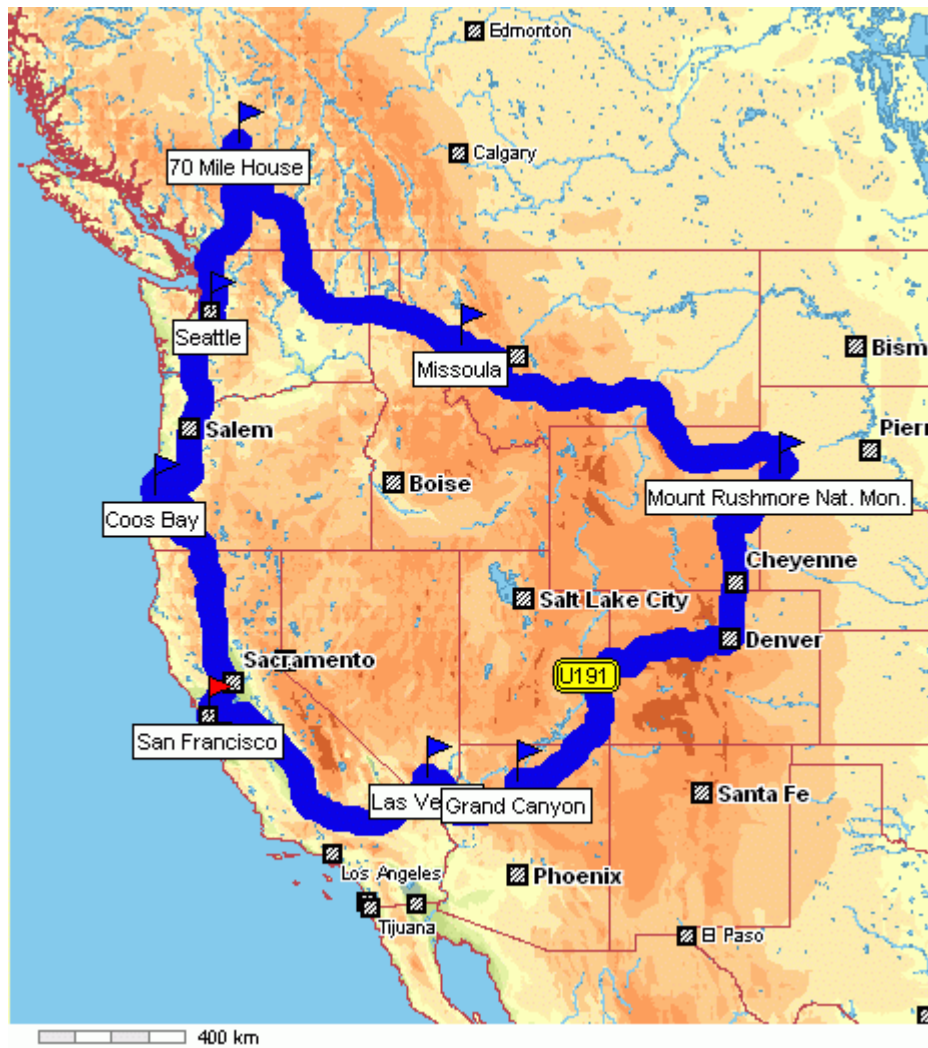 Edmonton
Calgary
70 Mile House
Seattle
Missoula
Bism
Salem
Pierr
Boise
Mount Rushmore Nat. Mon.
Coos Bay
Cheyenne
Salt Lake City
Denver
Sacramento
U191
San Francisco
Las Ve
Grand Canyon
Santa Fe
Los Angeles
Phoenix
Tijuana
El Paso
400 km